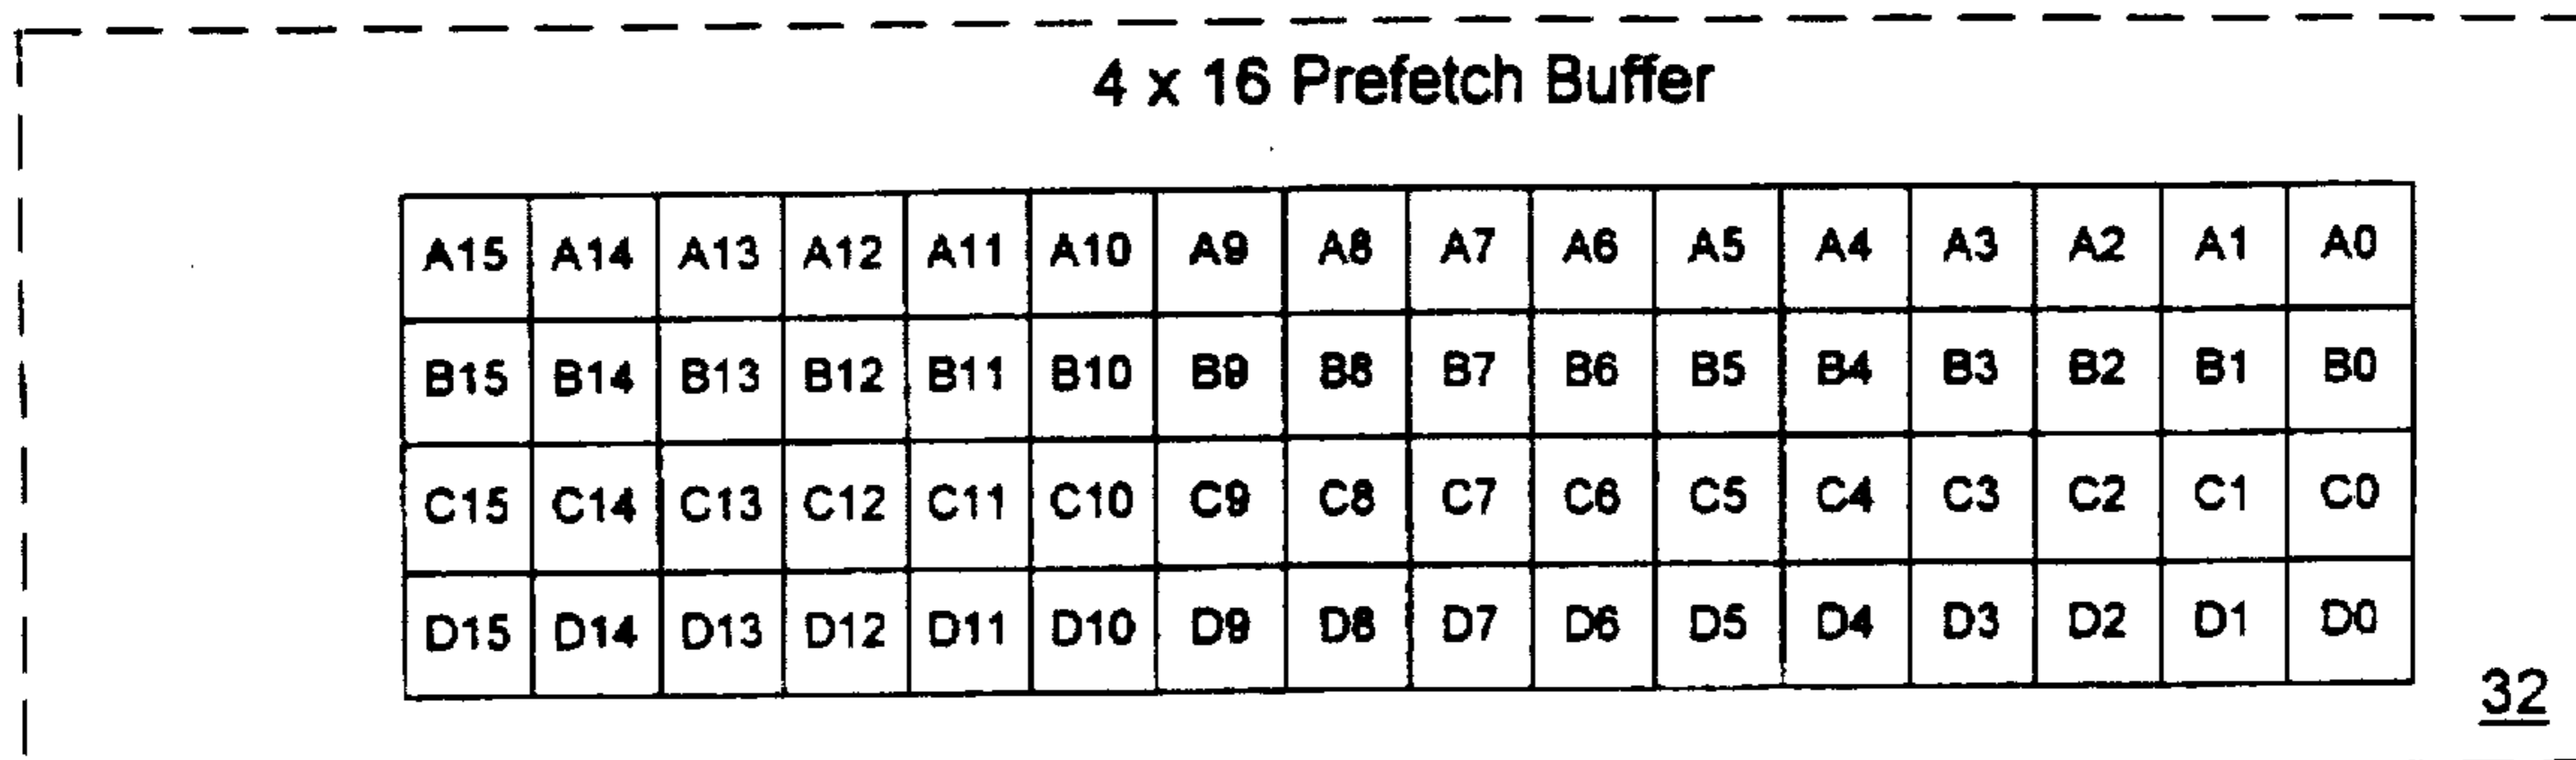 4 x 16 Prefetch Buffer
A15 A14 A13 A12 A11 A10 A9 A8 A7 A6 A5 A4 A3 A2 A1 A0
B15 B14 B13 B12 B11 B10 B9 B8 B7 B6 B5 B4 B3 B2 B1 B0
C15 C14 C13 C12 C11 C10 C9 C8 C7 C6 C5 C4 C3 C2 C1 C0
D15 D14 D13 D12 D11 D10 D9 D8 D7 D6 D5 D4 D3 D2 D1 D0
32